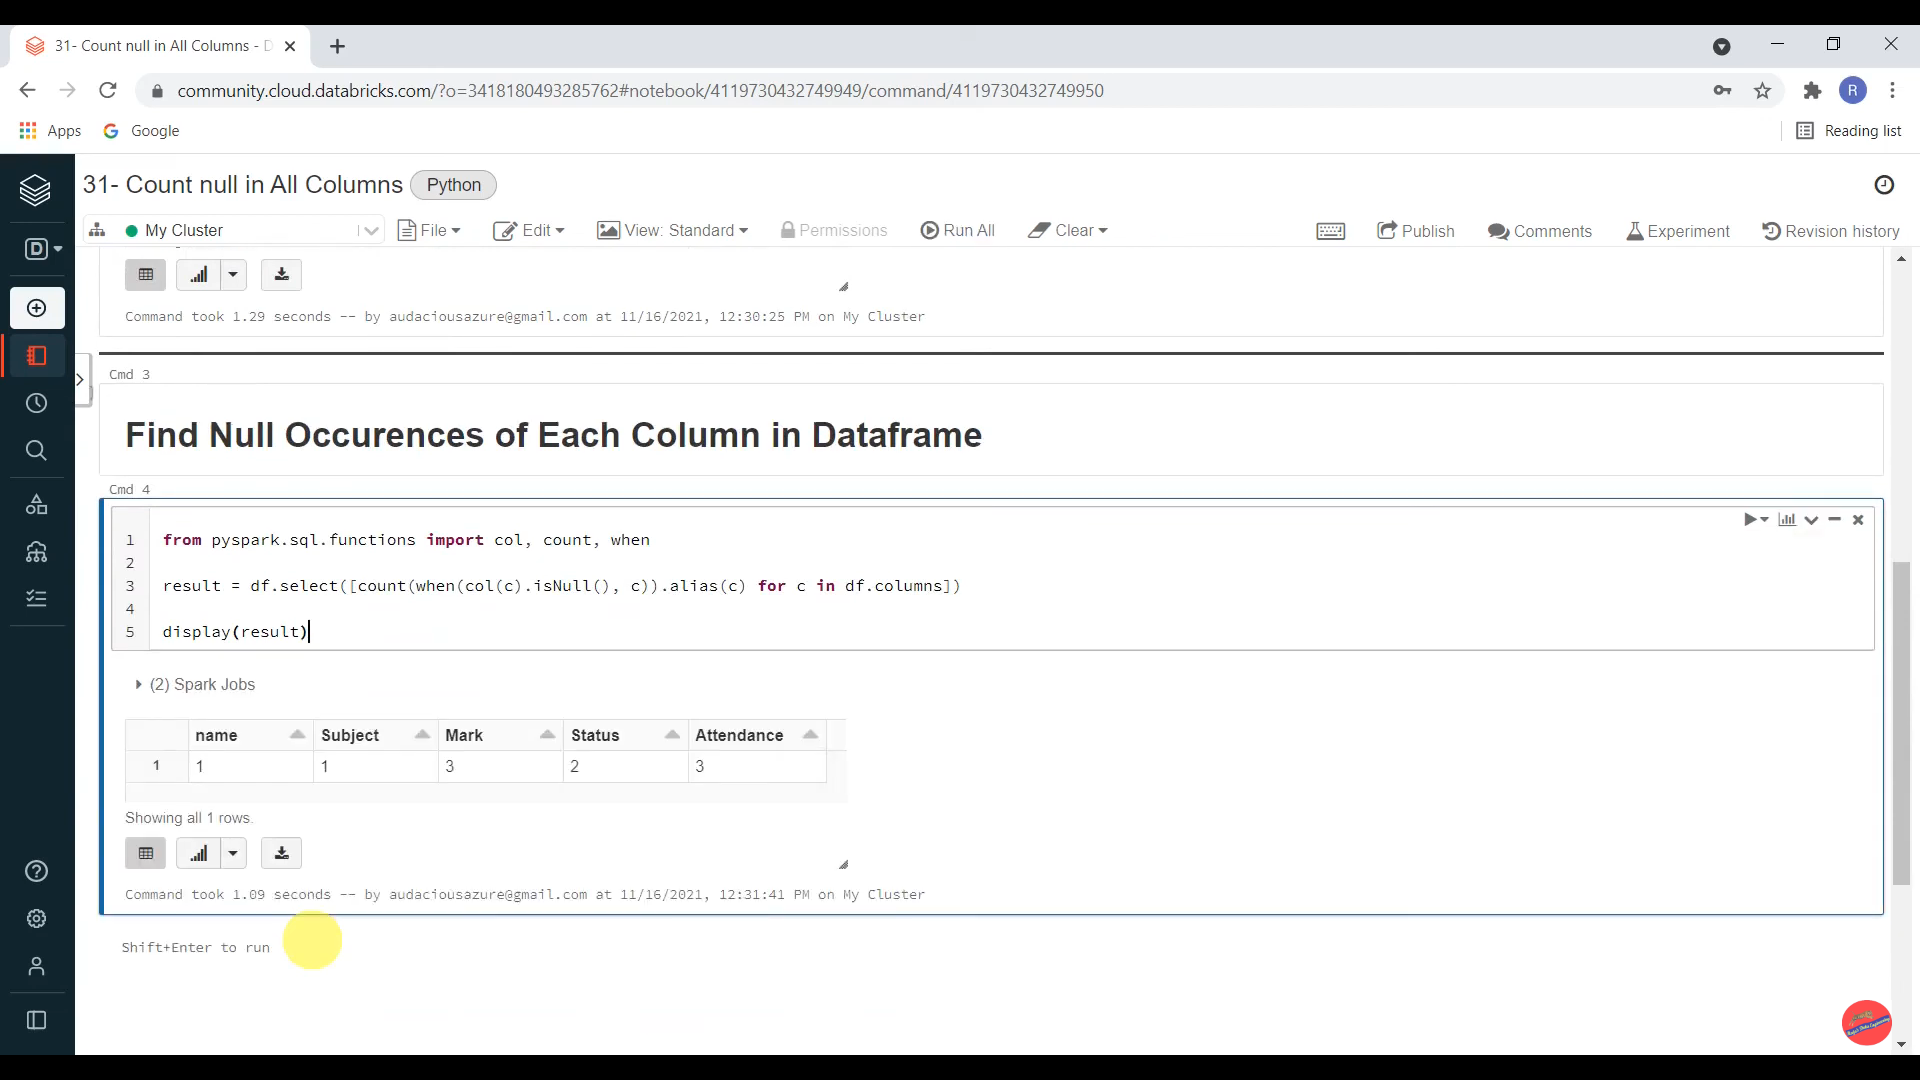 31- Count null in All Columns - D
community.cloud.databricks.com/?o=3418180493285762#notebook/4119730432749949/command/4119730432749950
R
Apps
Google
Reading list
31- Count null in All Columns
Python
D
My Cluster
File
Edit
View: Standard
Permissions
Run All
Clear
Publish
Comments
Experiment
Revision history
Command took 1.29 seconds -- by audaciousazure@gmail.com at 11/16/2021, 12:30:25 PM on My Cluster
Cmd 3
Find Null Occurences of Each Column in Dataframe
Cmd 4
1 from pyspark.sql.functions import col, count, when
2
3 result = df.select([count(when(col(c).isNull(), c)).alias(c) for c in df.columns])
4
5 display(result)
(2) Spark Jobs
name Subject Mark Status Attendance
1 1 1 3 2 3
Showing all 1 rows.
Command took 1.09 seconds -- by audaciousazure@gmail.com at 11/16/2021, 12:31:41 PM on My Cluster
Shift+Enter to run